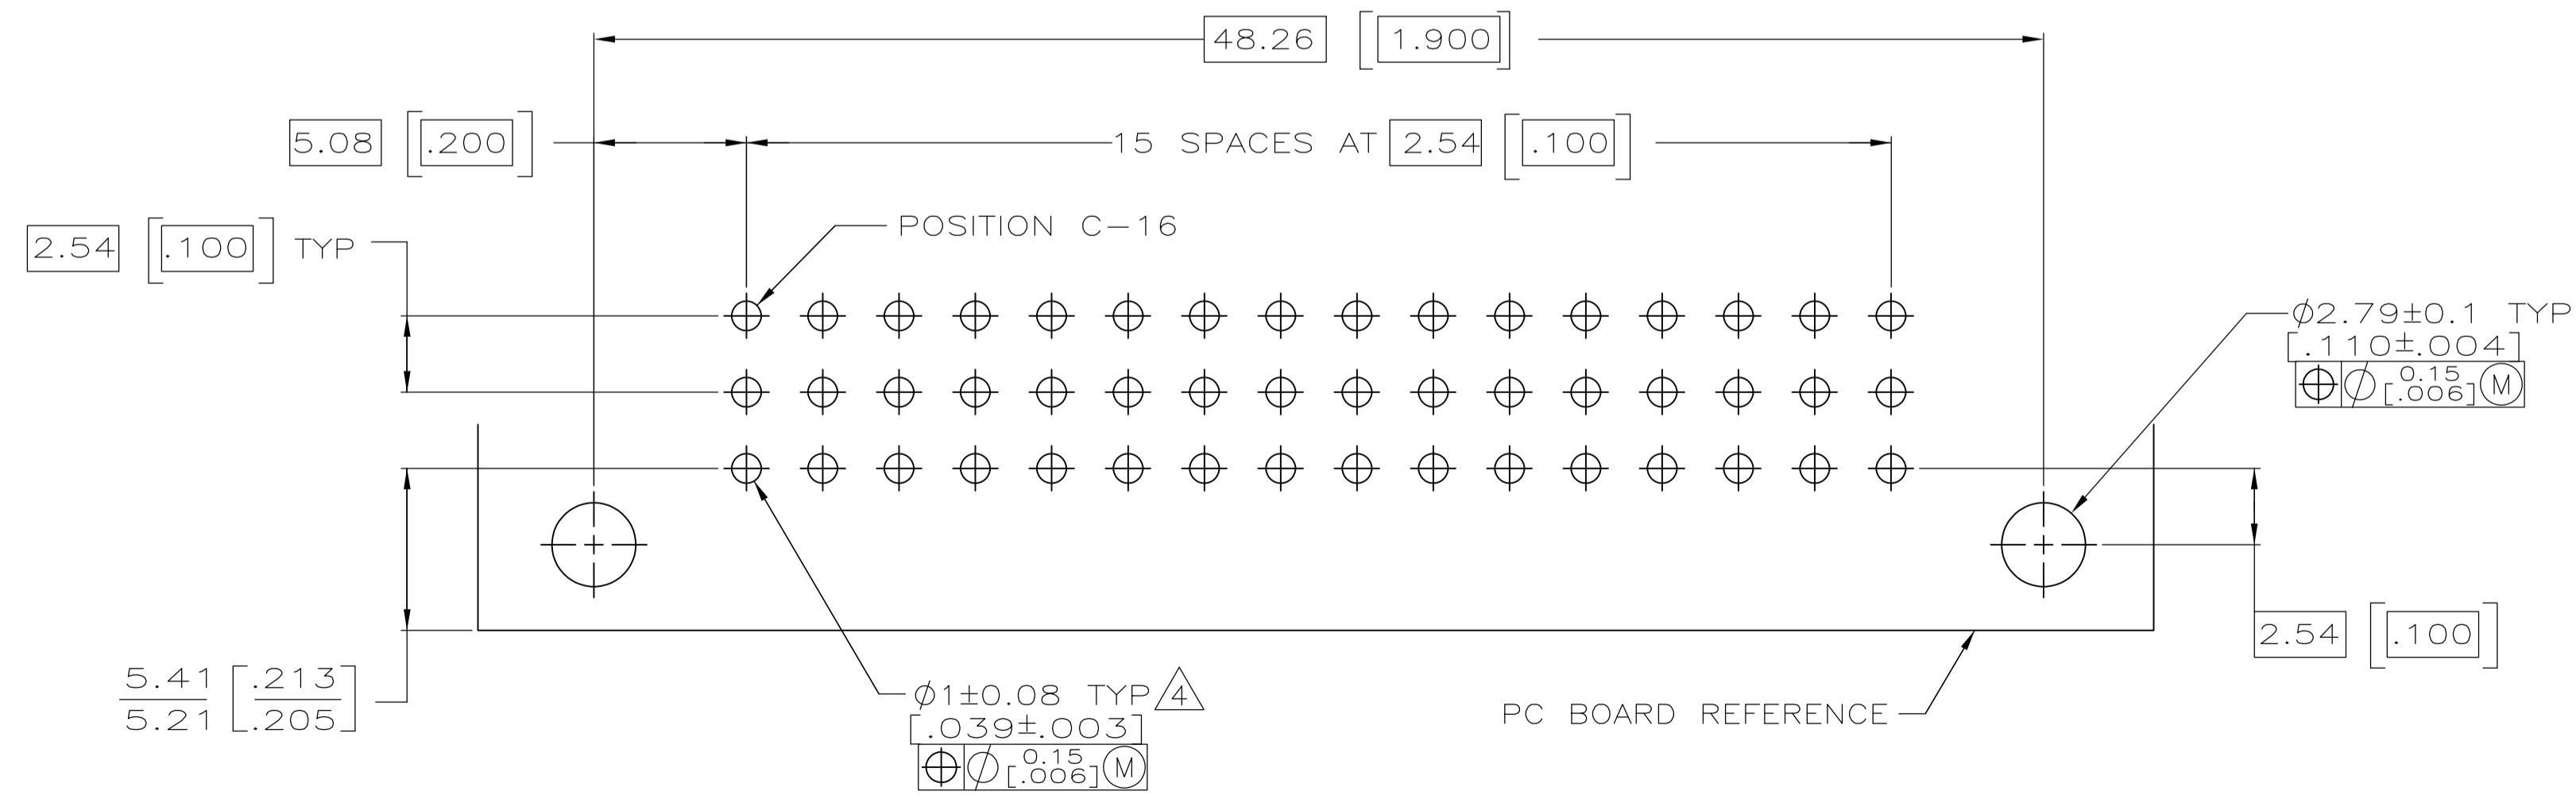 48.26 [1.900]
5.08 [.200]
15 SPACES AT 2.54 [.100]
POSITION C-16
2.54 [.100] TYP
⌀2.79±0.1 TYP
[.110±.004]
⌖ ⌀ 0.15 [.006] Ⓜ
5.41 [.213]
5.21 [.205]
⌀1±0.08 TYP 4
[.039±.003]
⌖ ⌀ 0.15 [.006] Ⓜ
PC BOARD REFERENCE
2.54 [.100]